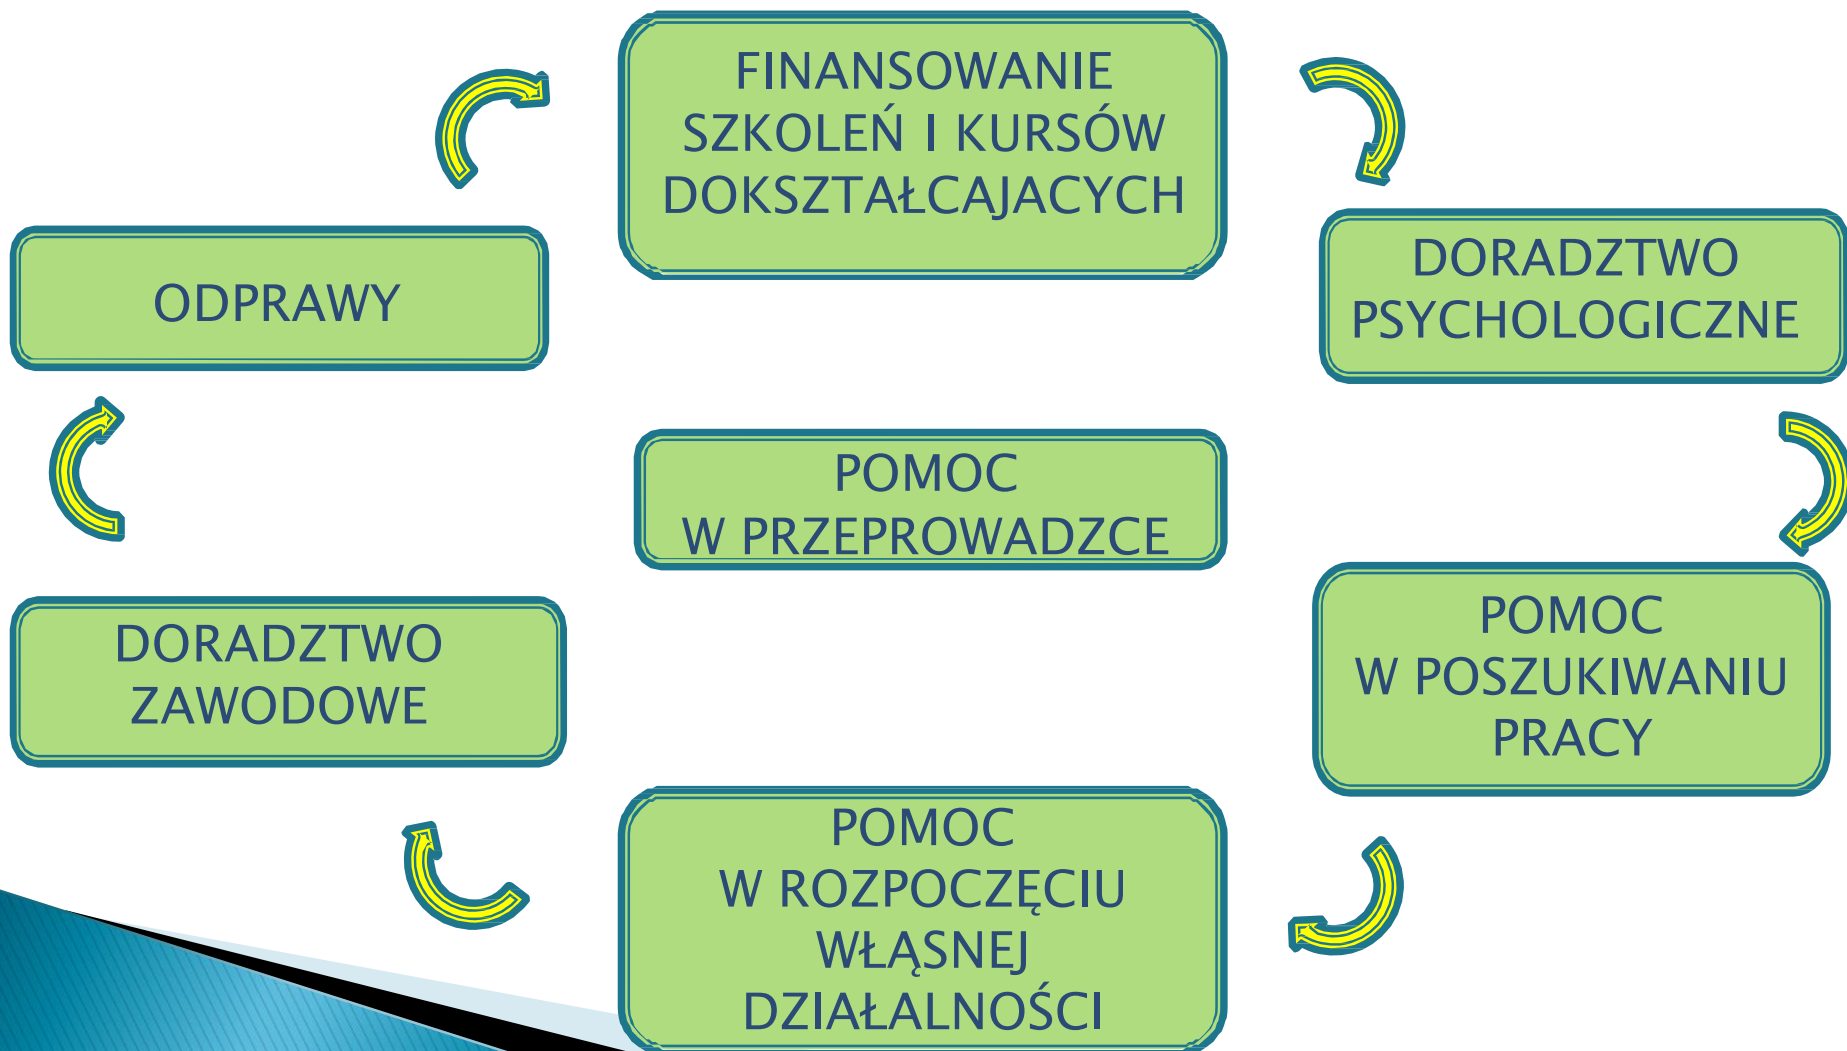 FINANSOWANIE
SZKOLEŃ I KURSÓW
DOKSZTAŁCAJACYCH
ODPRAWY
DORADZTWO
PSYCHOLOGICZNE
POMOC
W PRZEPROWADZCE
DORADZTWO
ZAWODOWE
POMOC
W POSZUKIWANIU
PRACY
POMOC
W ROZPOCZĘCIU
WŁĄSNEJ
DZIAŁALNOŚCI